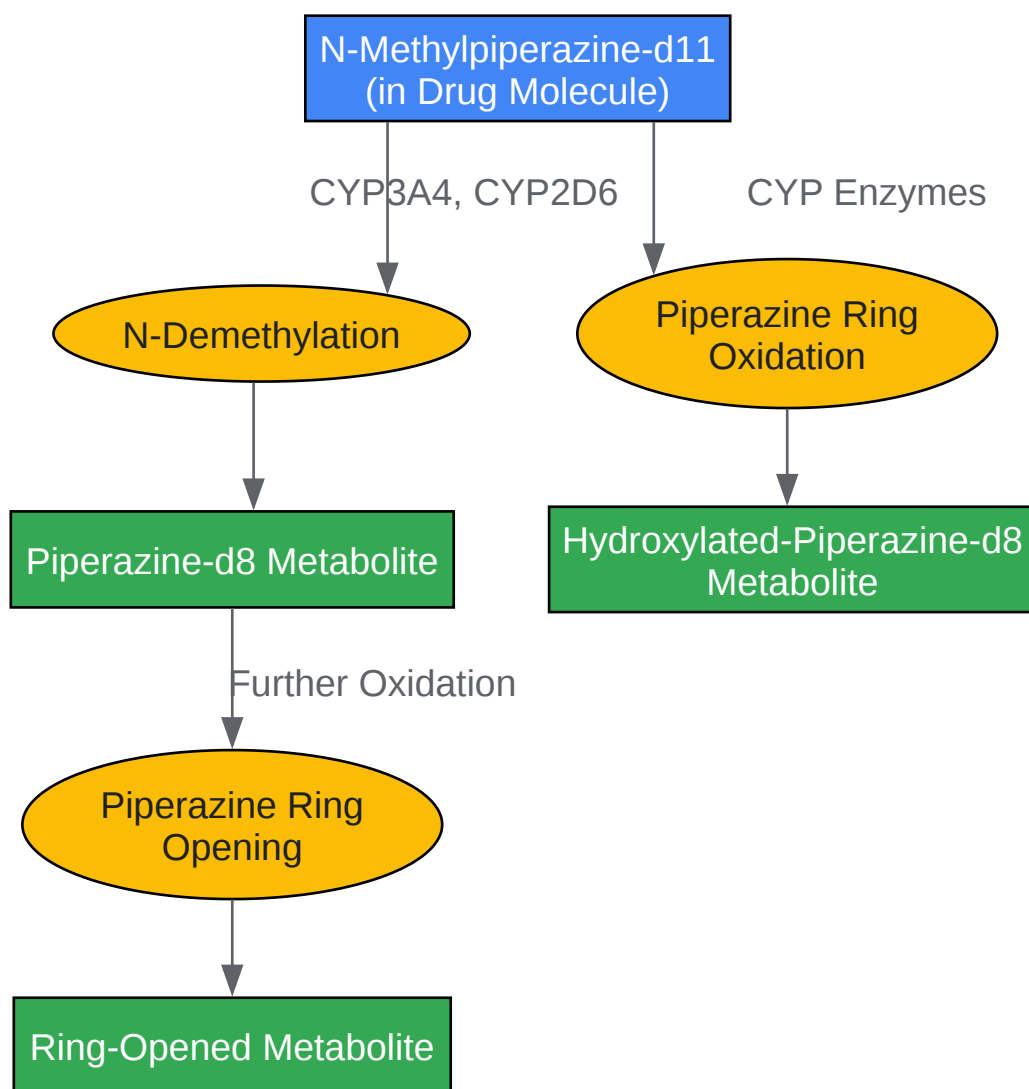 N-Methylpiperazine-d11
(in Drug Molecule)
CYP3A4, CYP2D6
CYP Enzymes
N-Demethylation
Piperazine Ring
Oxidation
Piperazine-d8 Metabolite
Hydroxylated-Piperazine-d8
Metabolite
Further Oxidation
Piperazine Ring
Opening
Ring-Opened Metabolite